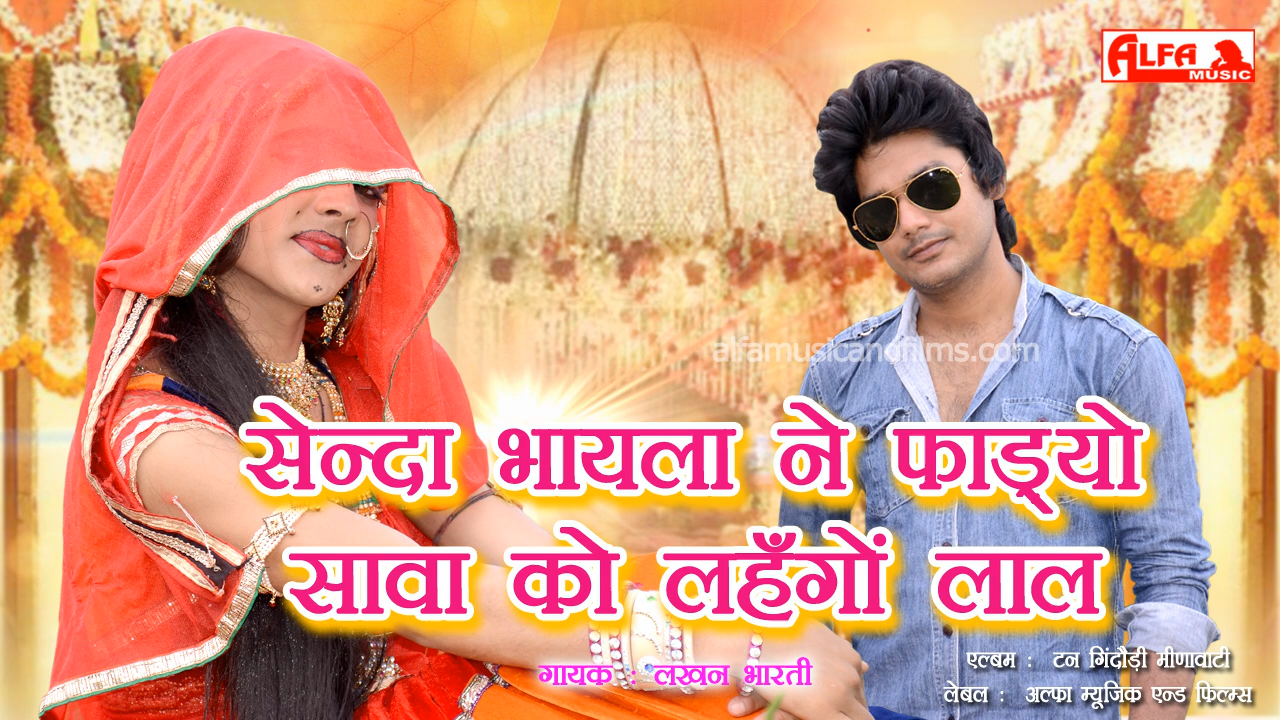 ALFA
MUSIC
alfamusicandfilms.com
सेन्दा भायला ने फाड्यो
सावा को लहँगों लाल
गायक : लखन भारती
एल्बम : टन गिंदौड़ी मीणावाटी
लेबल : अल्फा म्यूजिक एन्ड फिल्म्स